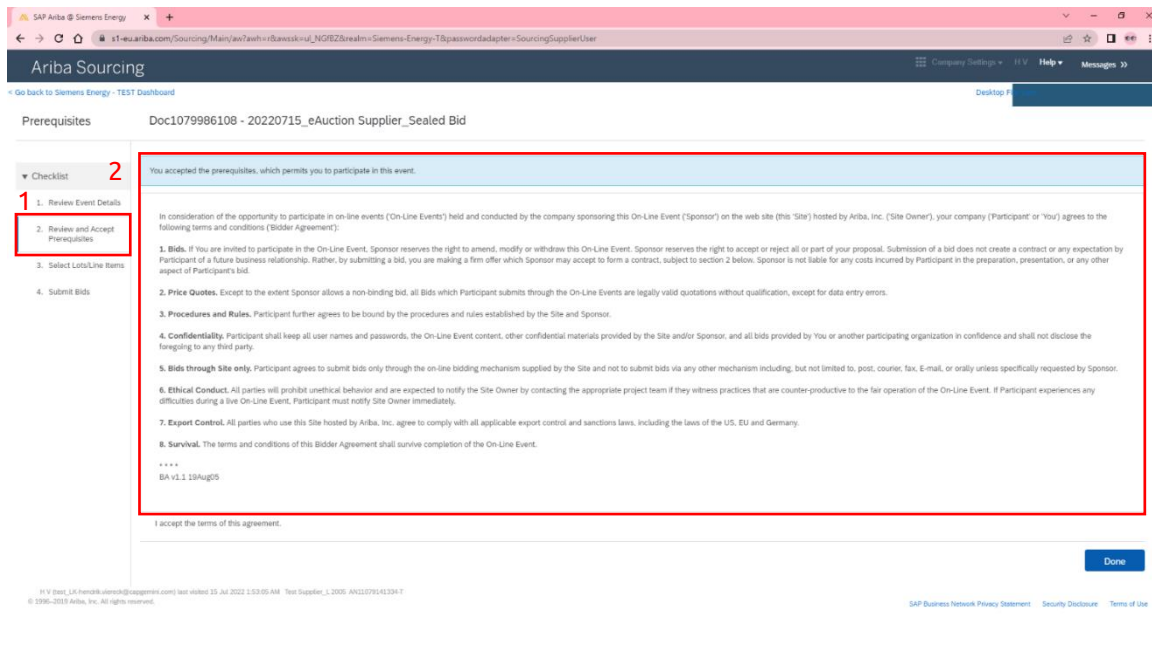 SAP Ariba @ Siemens Energy
s1-eu.ariba.com/Sourcing/Main/aw?awh=r&awssk=ul_NGf8Z&realm=Siemens-Energy-T&passwordadapter=SourcingSupplierUser
Ariba Sourcing
Company Settings
H V
Help
Messages
< Go back to Siemens Energy - TEST Dashboard
Desktop
Prerequisites
Doc1079986108 - 20220715_eAuction Supplier_Sealed Bid
Checklist
2
You accepted the prerequisites, which permits you to participate in this event.
1
1. Review Event Details
2. Review and Accept
Prerequisites
3. Select Lots/Line Items
4. Submit Bids
In consideration of the opportunity to participate in on-line events ('On-Line Events') held and conducted by the company sponsoring this On-Line Event ('Sponsor') on the web site (this 'Site') hosted by Ariba, Inc. ('Site Owner'), your company ('Participant' or 'You') agrees to the
following terms and conditions ('Bidder Agreement'):
1. Bids. If You are invited to participate in the On-Line Event, Sponsor reserves the right to amend, modify or withdraw this On-Line Event. Sponsor reserves the right to accept or reject all or part of your proposal. Submission of a bid does not create a contract or any expectation by
Participant of a future business relationship. Rather, by submitting a bid, you are making a firm offer which Sponsor may accept to form a contract, subject to section 2 below. Sponsor is not liable for any costs incurred by Participant in the preparation, presentation, or any other
aspect of Participant's bid.
2. Price Quotes. Except to the extent Sponsor allows a non-binding bid, all Bids which Participant submits through the On-Line Events are legally valid quotations without qualification, except for data entry errors.
3. Procedures and Rules. Participant further agrees to be bound by the procedures and rules established by the Site and Sponsor.
4. Confidentiality. Participant shall keep all user names and passwords, the On-Line Event content, other confidential materials provided by the Site and/or Sponsor, and all bids provided by You or another participating organization in confidence and shall not disclose the
foregoing to any third party.
5. Bids through Site only. Participant agrees to submit bids only through the on-line bidding mechanism supplied by the Site and not to submit bids via any other mechanism including, but not limited to, post, courier, fax, E-mail, or orally unless specifically requested by Sponsor.
6. Ethical Conduct. All parties will prohibit unethical behavior and are expected to notify the Site Owner by contacting the appropriate project team if they witness practices that are counter-productive to the fair operation of the On-Line Event. If Participant experiences any
difficulties during a live On-Line Event, Participant must notify Site Owner immediately.
7. Export Control. All parties who use this Site hosted by Ariba, Inc. agree to comply with all applicable export control and sanctions laws, including the laws of the US, EU and Germany.
8. Survival. The terms and conditions of this Bidder Agreement shall survive completion of the On-Line Event.
* * * *
BA v1.1 19Aug05
I accept the terms of this agreement.
Done
last visited 15 Jul 2022 1:53:05 AM Test Supplier_L 2005
© 1996–2019 Ariba, Inc. All rights reserved.
SAP Business Network Privacy Statement Security Disclosure Terms of Use